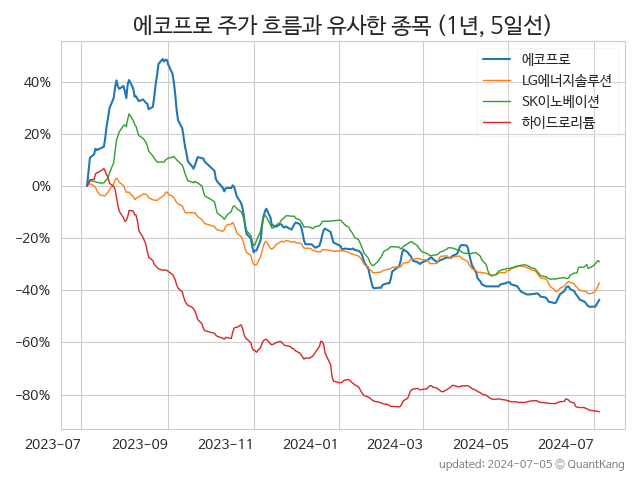 에코프로 주가 흐름과 유사한 종목 (1년, 5일선)
에코프로
LG에너지솔루션
SK이노베이션
하이드로리튬
40%
20%
0%
−20%
−40%
−60%
−80%
2023-07 2023-09 2023-11 2024-01 2024-03 2024-05 2024-07
updated: 2024-07-05 © QuantKang